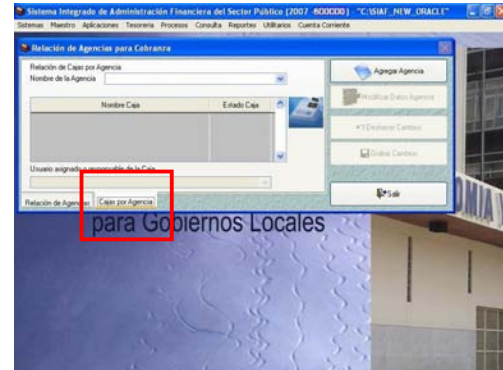 Sistema Integrado de Administración Financiera del Sector Público (2007 -600000) - "C:\SIAF_NEW_ORACLE"
Sistemas Maestro Aplicaciones Tesoreria Procesos Consulta Reportes Utilitarios Cuenta Corriente
Relación de Agencias para Cobranza
Relación de Cajas por Agencia
Nombre de la Agencia
Agregar Agencia
Modificar Datos Agencia
Nombre Caja Estado Caja
Deshacer Cambios
Grabar Cambios
Usuario asignado o responsable de la Caja
Salir
Relación de Agencias Cajas por Agencia
OMIA Y
para Gobiernos Locales